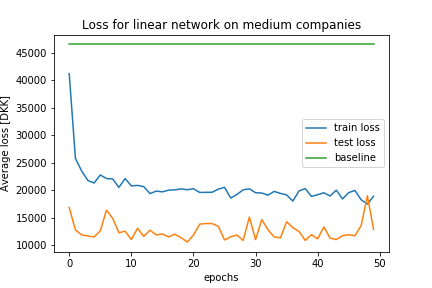 Loss for linear network on medium companies
Average loss [DKK]
45000
40000
35000
30000
25000
20000
15000
10000
train loss
test loss
baseline
0
10
20
30
40
50
epochs